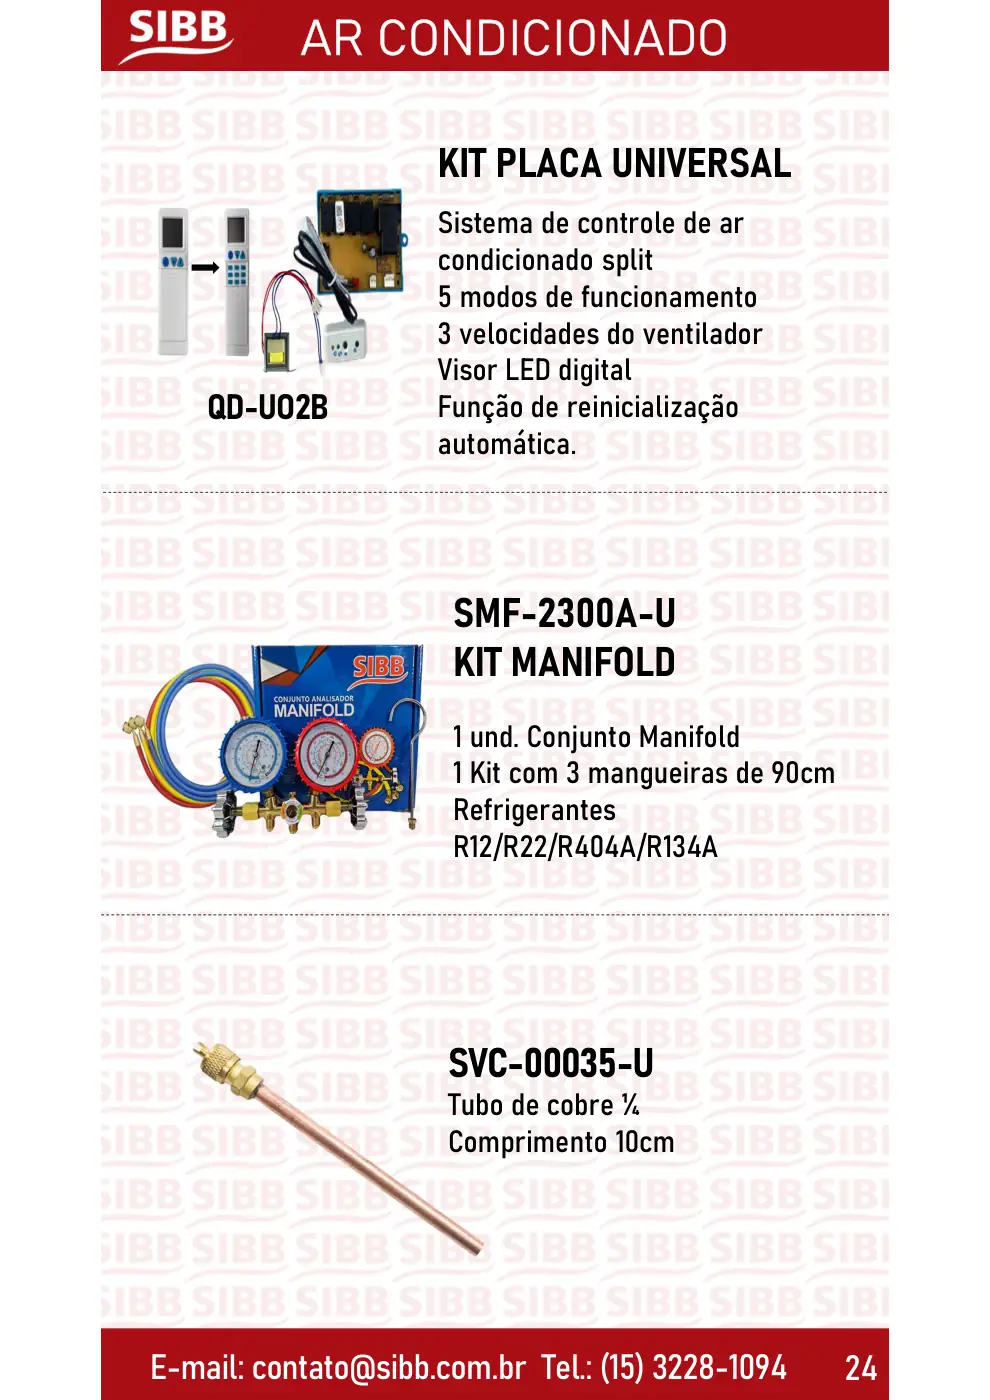 SIBB
AR CONDICIONADO
KIT PLACA UNIVERSAL
Sistema de controle de ar
condicionado split
5 modos de funcionamento
3 velocidades do ventilador
Visor LED digital
Função de reinicialização
automática.
QD-U02B
SMF-2300A-U
KIT MANIFOLD
SIBB
CONJUNTO ANALISADOR
MANIFOLD
1 und. Conjunto Manifold
1 Kit com 3 mangueiras de 90cm
Refrigerantes
R12/R22/R404A/R134A
SVC-00035-U
Tubo de cobre ¼
Comprimento 10cm
E-mail: contato@sibb.com.br Tel.: (15) 3228-1094
24